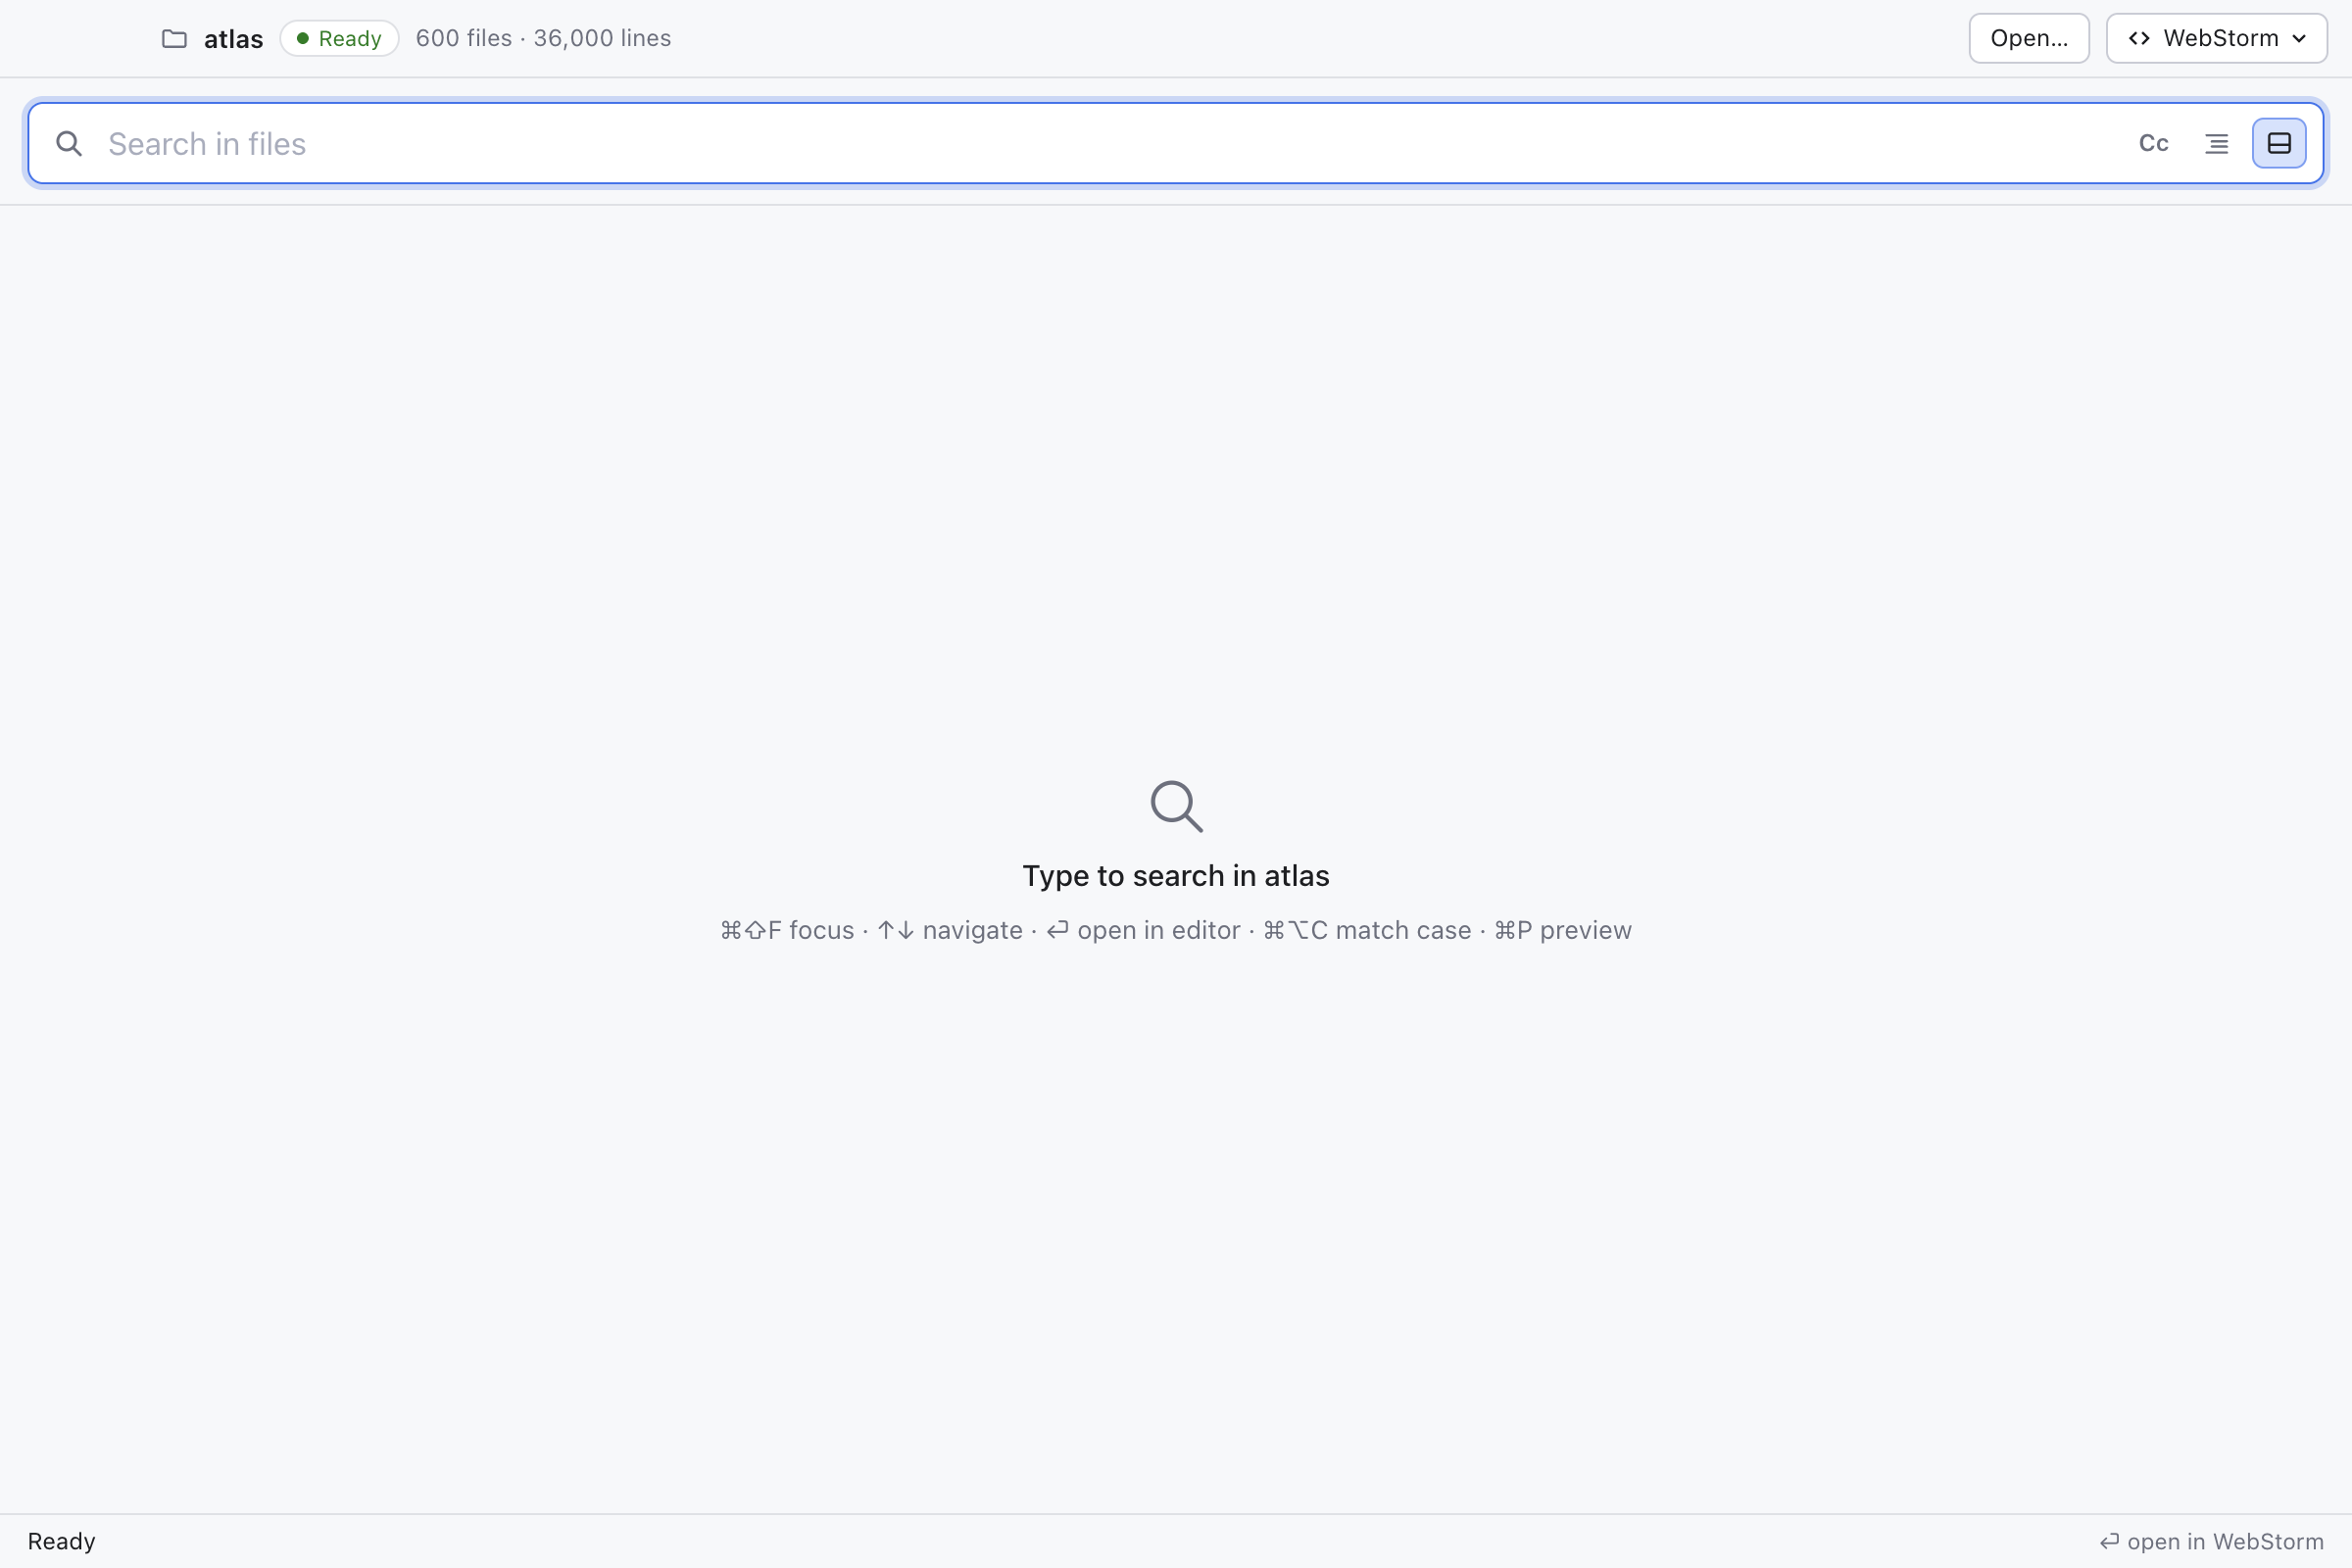 atlas Ready 600 files · 36,000 lines Open... WebStorm
Search in files Cc
Type to search in atlas
⌘⇧F focus · ↑↓ navigate · ⏎ open in editor · ⌘⌥C match case · ⌘P preview
Ready ⏎ open in WebStorm